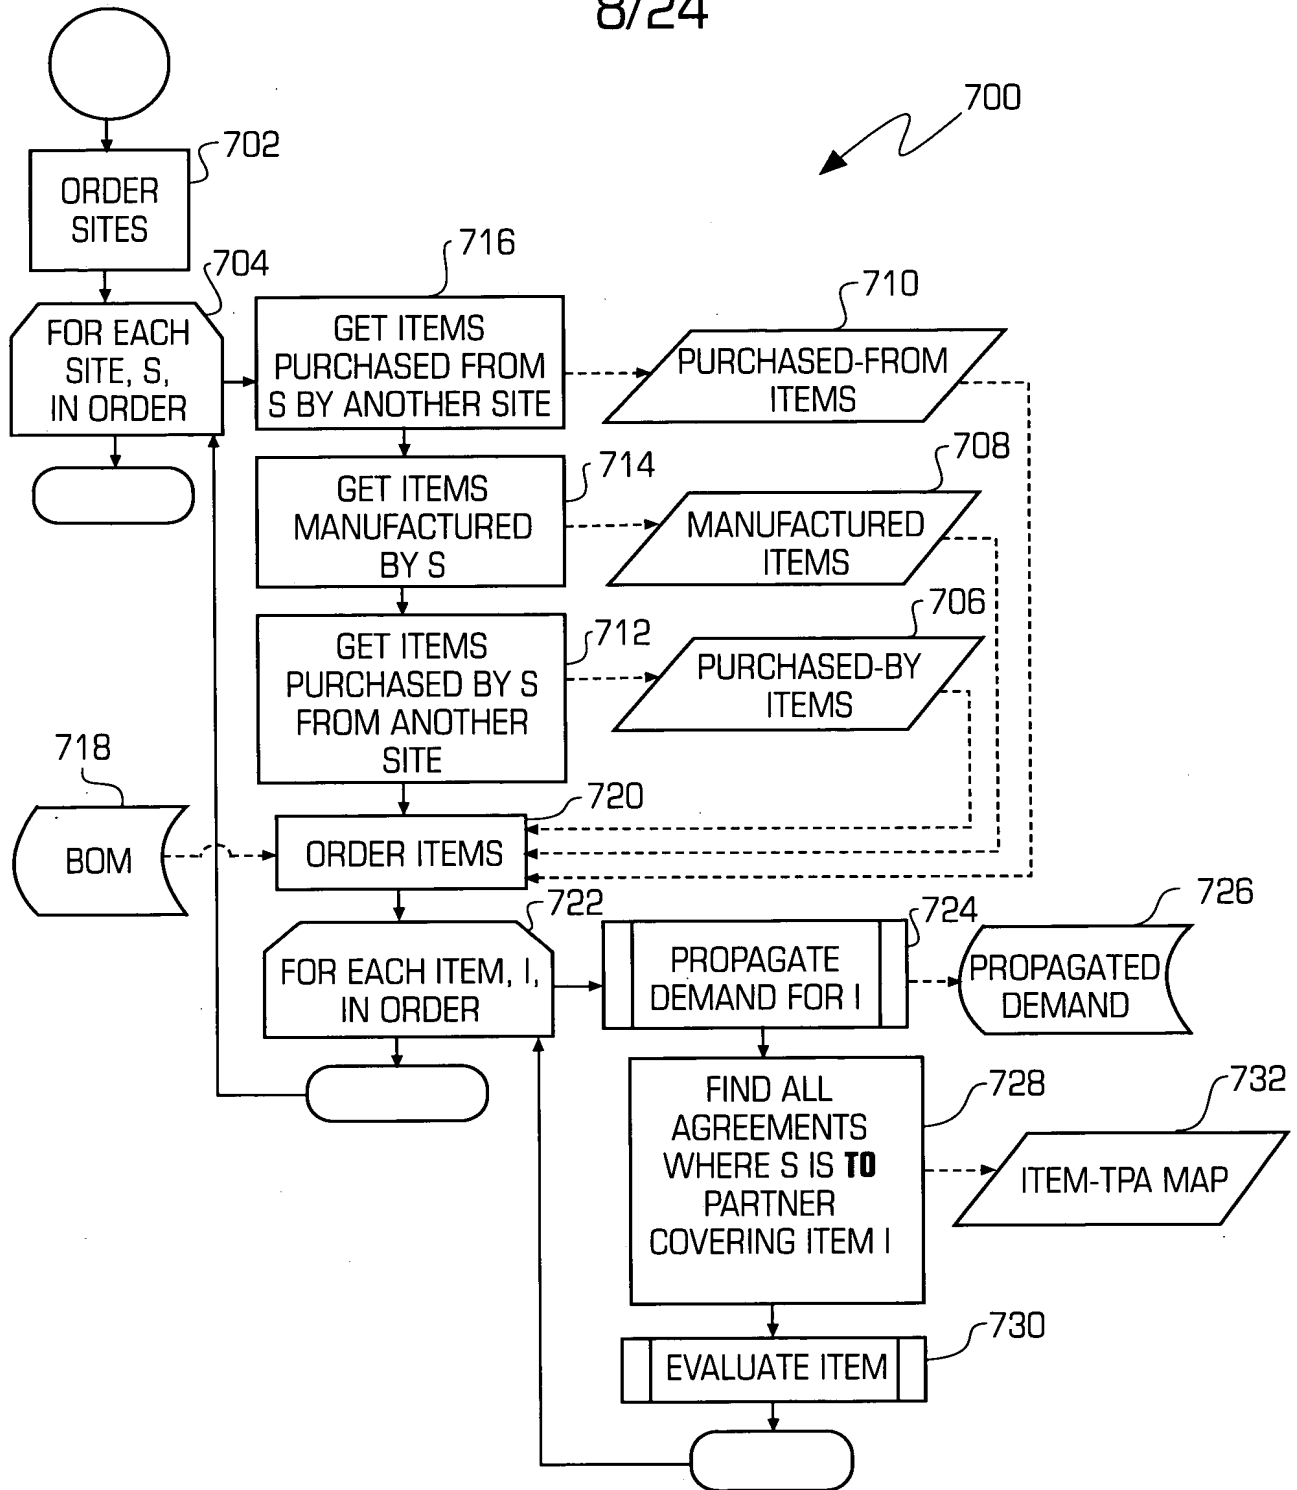 8/24
700
702
ORDER
SITES
704
FOR EACH
SITE, S,
IN ORDER
716
GET ITEMS
PURCHASED FROM
S BY ANOTHER SITE
710
PURCHASED-FROM
ITEMS
714
GET ITEMS
MANUFACTURED
BY S
708
MANUFACTURED
ITEMS
712
GET ITEMS
PURCHASED BY S
FROM ANOTHER
SITE
706
PURCHASED-BY
ITEMS
718
BOM
720
ORDER ITEMS
722
FOR EACH ITEM, I,
IN ORDER
724
PROPAGATE
DEMAND FOR I
726
PROPAGATED
DEMAND
728
FIND ALL
AGREEMENTS
WHERE S IS TO
PARTNER
COVERING ITEM I
732
ITEM-TPA MAP
730
EVALUATE ITEM